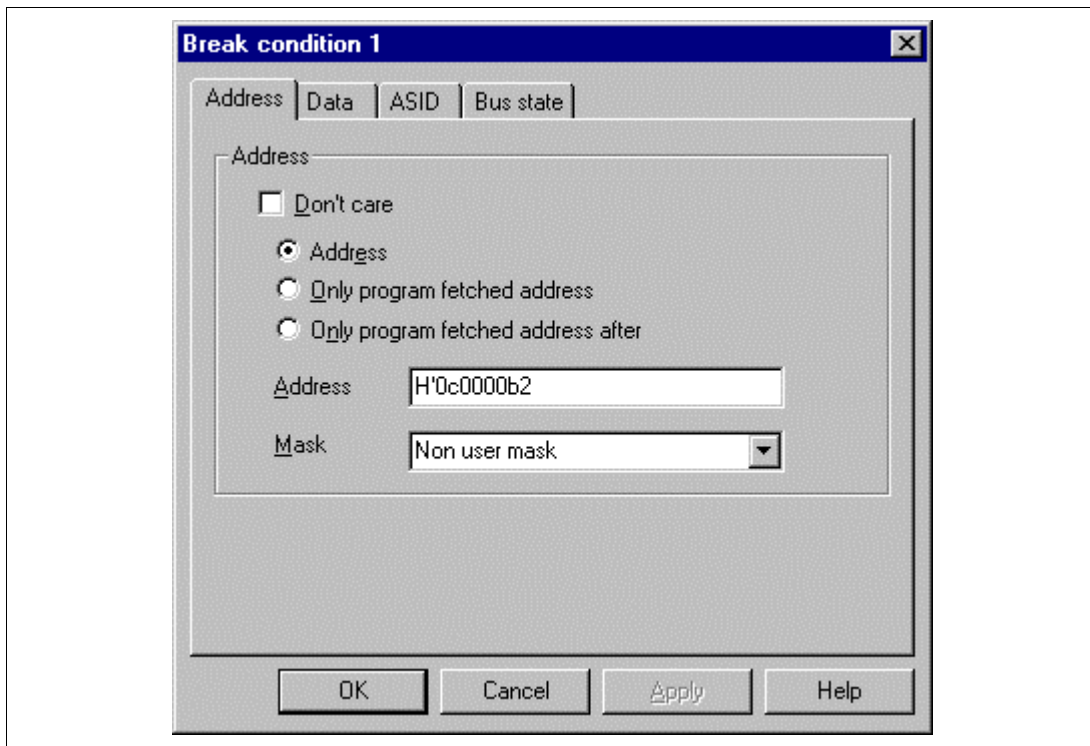 Break condition 1
Address Data ASID Bus state
Address
Don't care
Address
Only program fetched address
Only program fetched address after
Address H'0c0000b2
Mask Non user mask
OK Cancel Apply Help